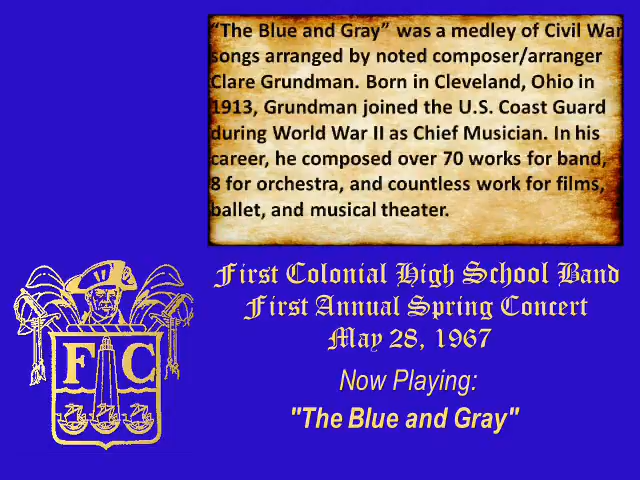 "The Blue and Gray" was a medley of Civil War
songs arranged by noted composer/arranger
Clare Grundman. Born in Cleveland, Ohio in
1913, Grundman joined the U.S. Coast Guard
during World War II as Chief Musician. In his
career, he composed over 70 works for band,
8 for orchestra, and countless work for films,
ballet, and musical theater.
First Colonial High School Band
First Annual Spring Concert
May 28, 1967
F C
Now Playing:
"The Blue and Gray"